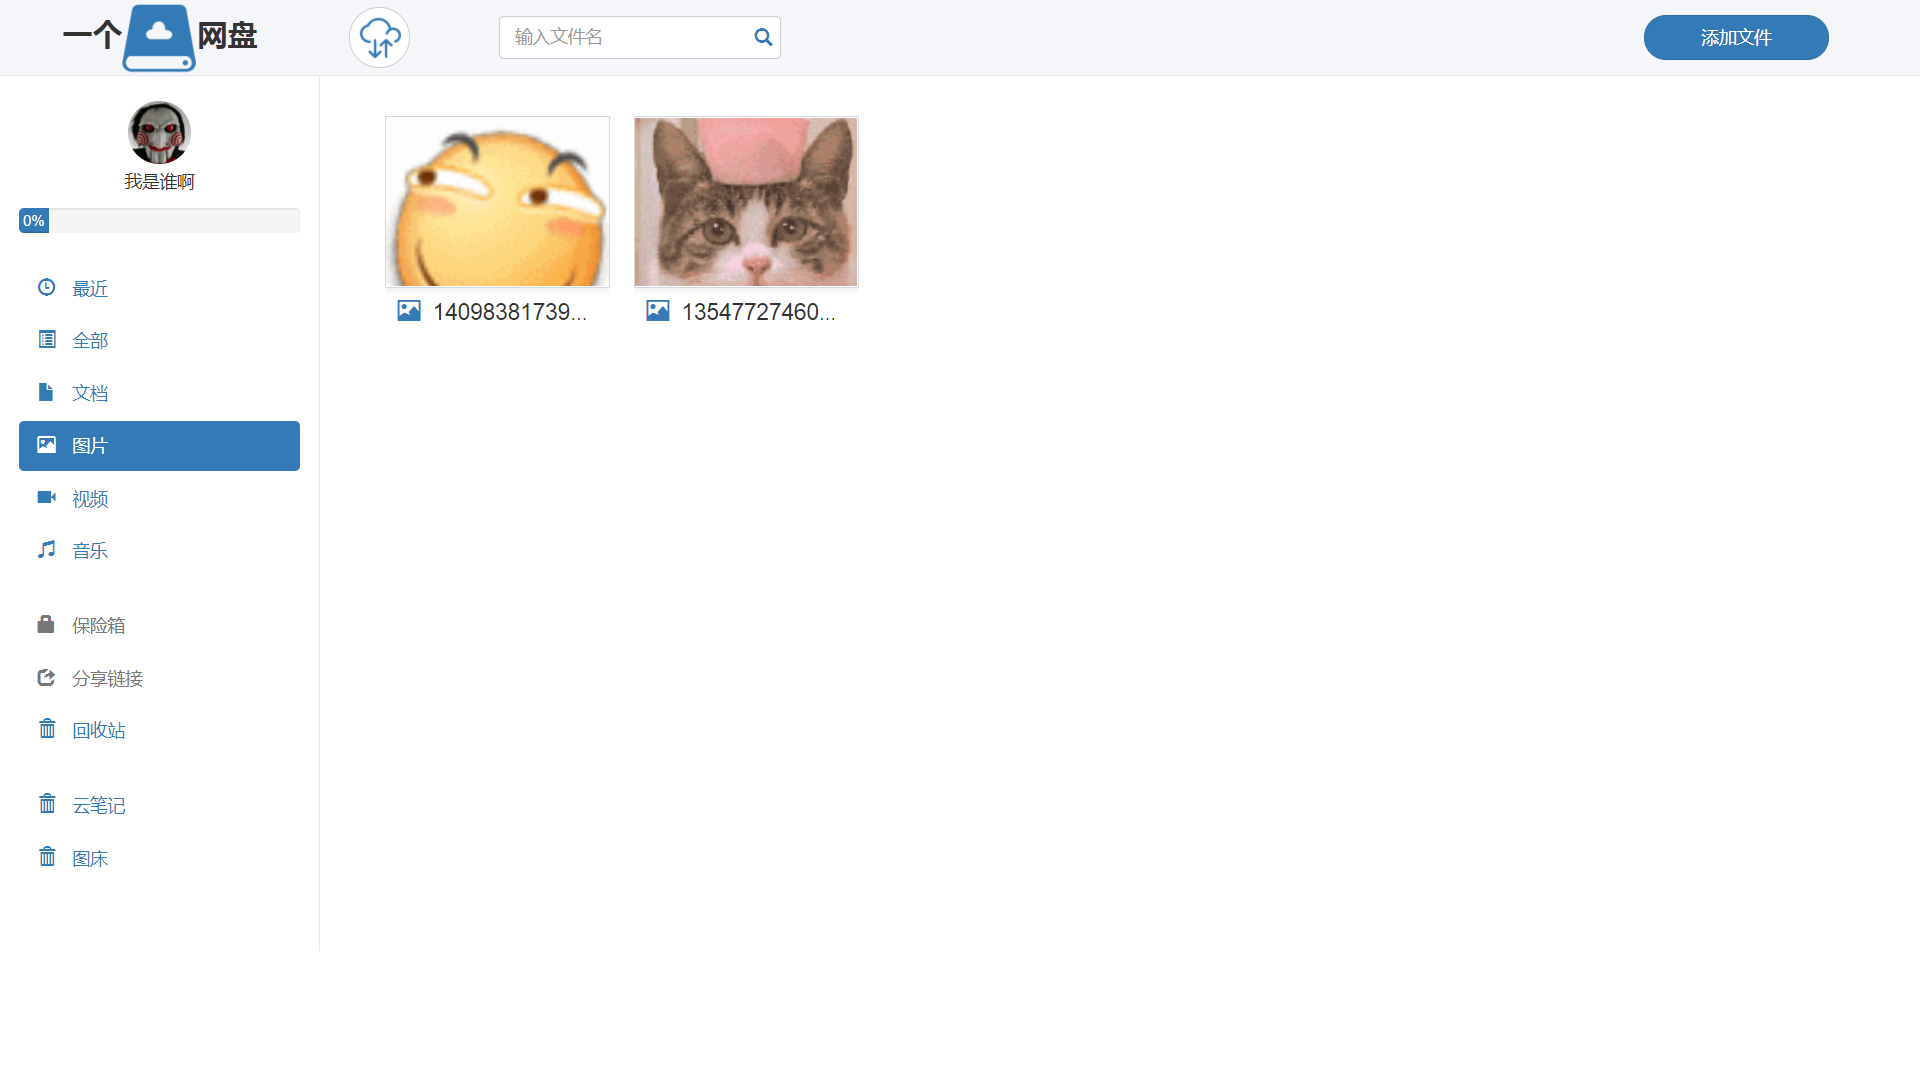 一个网盘
输入文件名
添加文件
我是谁啊
0%
最近
全部
文档
图片
视频
音乐
保险箱
分享链接
回收站
云笔记
图床
14098381739...
13547727460...